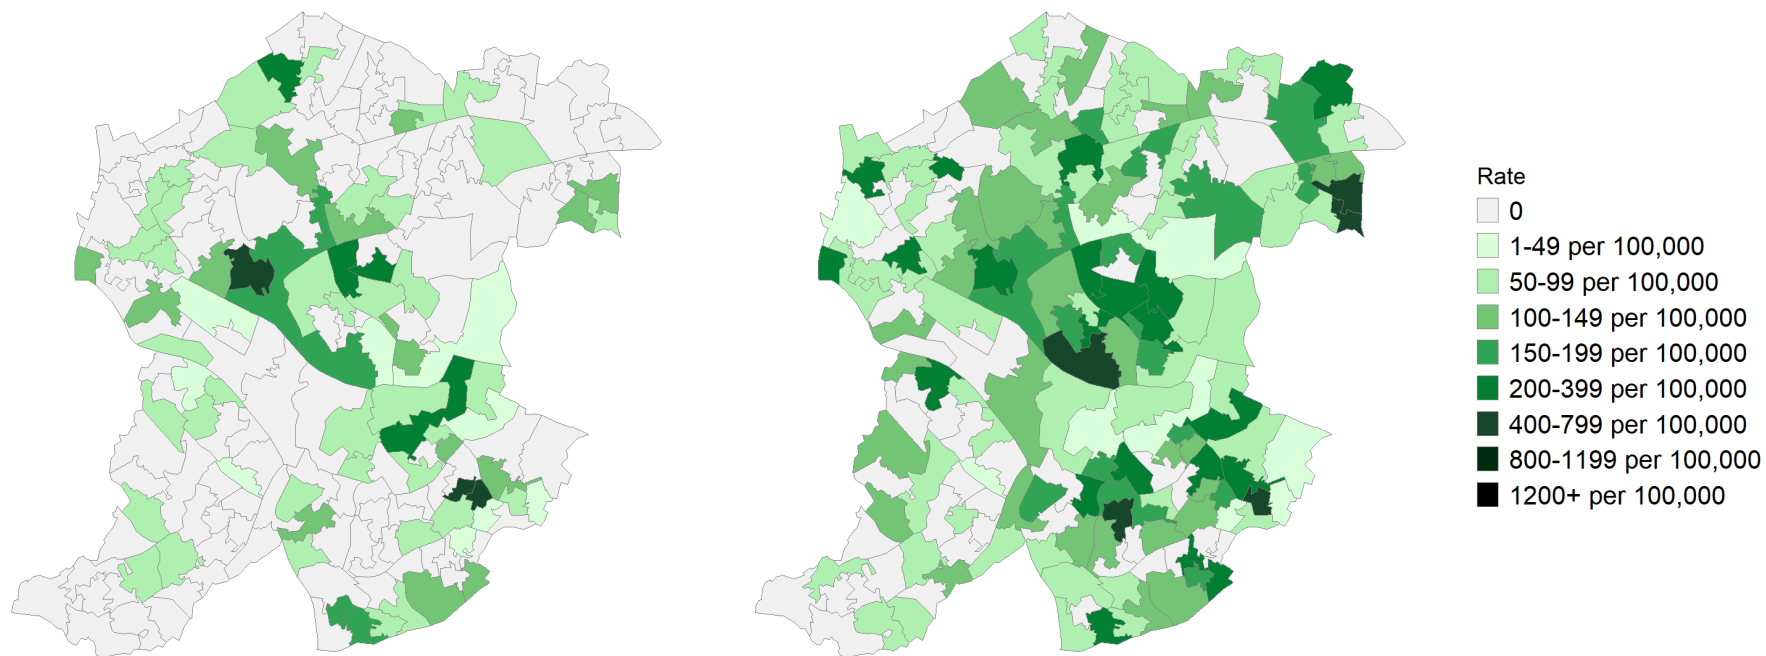 Rate
0
1-49 per 100,000
50-99 per 100,000
100-149 per 100,000
150-199 per 100,000
200-399 per 100,000
400-799 per 100,000
800-1199 per 100,000
1200+ per 100,000